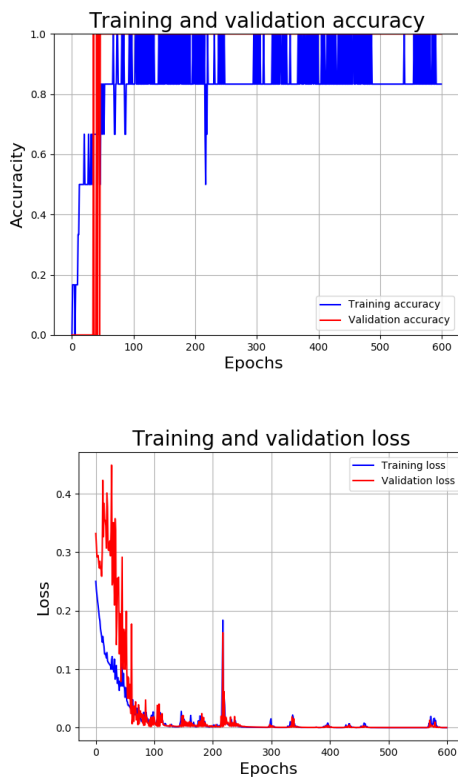 Training and validation accuracy
1.0
0.8
0.6
0.4
0.2
0.0
Accuracity
Training accuracy
Validation accuracy
0 100 200 300 400 500 600
Epochs
Training and validation loss
Training loss
Validation loss
0.4
0.3
0.2
0.1
0.0
Loss
0 100 200 300 400 500 600
Epochs